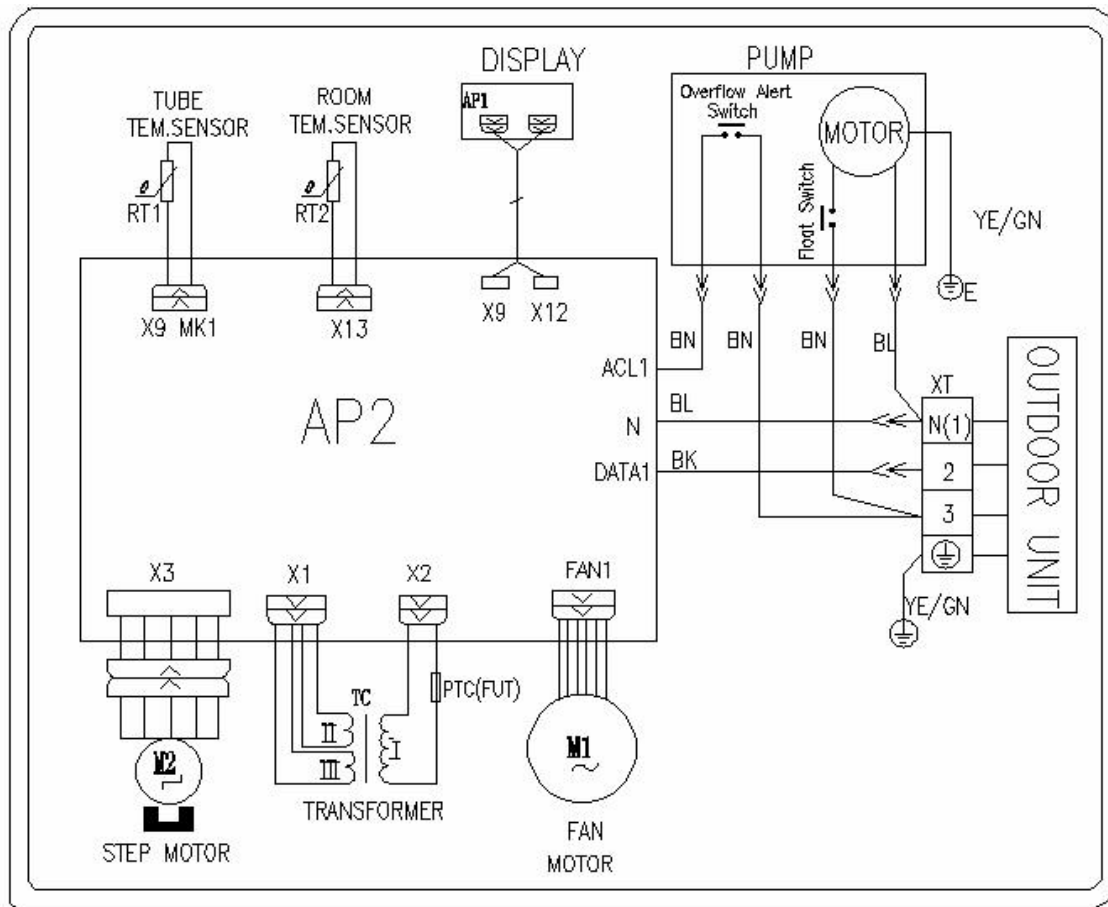 DISPLAY
PUMP
TUBE
TEM.SENSOR
ROOM
TEM.SENSOR
AP1
Overflow Alert
Switch
MOTOR
Float Switch
RT1
RT2
YE/GN
E
X9 MK1
X13
X9
X12
BN
BN
BN
BL
ACL1
XT
AP2
BL
N
N(1)
BK
DATA1
2
3
OUTDOOR UNIT
X3
X1
X2
FAN1
YE/GN
PTC(FUT)
TC
II
I
III
M2
M1
TRANSFORMER
STEP MOTOR
FAN
MOTOR